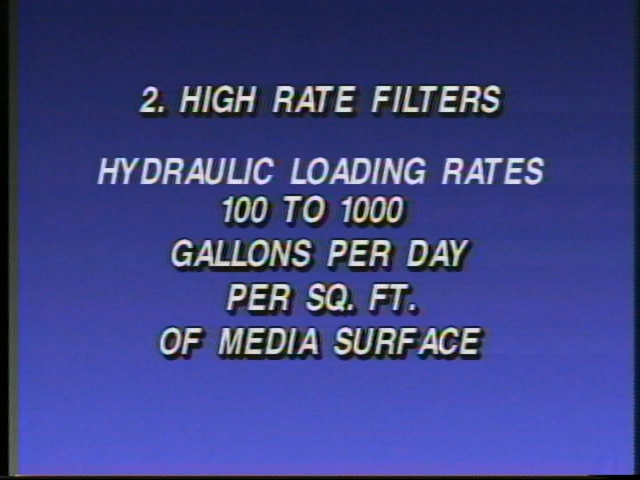 2. HIGH RATE FILTERS
HYDRAULIC LOADING RATES
100 TO 1000
GALLONS PER DAY
PER SQ. FT.
OF MEDIA SURFACE